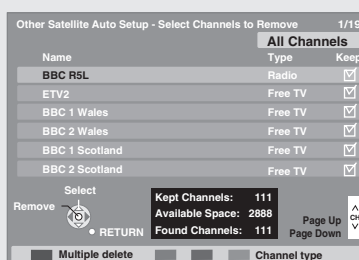 Other Satellite Auto Setup - Select Channels to Remove 1/19
All Channels
Name Type Keep
BBC R5L Radio
ETV2 Free TV
BBC 1 Wales Free TV
BBC 2 Wales Free TV
BBC 1 Scotland Free TV
BBC 2 Scotland Free TV
Select
Remove
RETURN
Kept Channels: 111
Available Space: 2888
Found Channels: 111
Page Up
Page Down
CH
Multiple delete Channel type